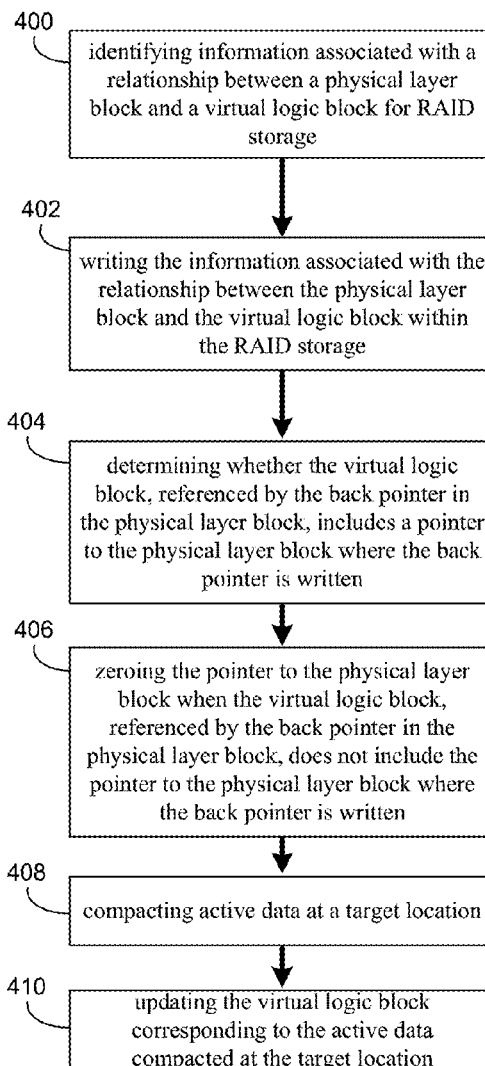 400
identifying information associated with a
relationship between a physical layer
block and a virtual logic block for RAID
storage
402
writing the information associated with the
relationship between the physical layer
block and the virtual logic block within
the RAID storage
404
determining whether the virtual logic
block, referenced by the back pointer in
the physical layer block, includes a pointer
to the physical layer block where the back
pointer is written
406
zeroing the pointer to the physical layer
block when the virtual logic block,
referenced by the back pointer in the
physical layer block, does not include the
pointer to the physical layer block where
the back pointer is written
408
compacting active data at a target location
410
updating the virtual logic block
corresponding to the active data
compacted at the target location